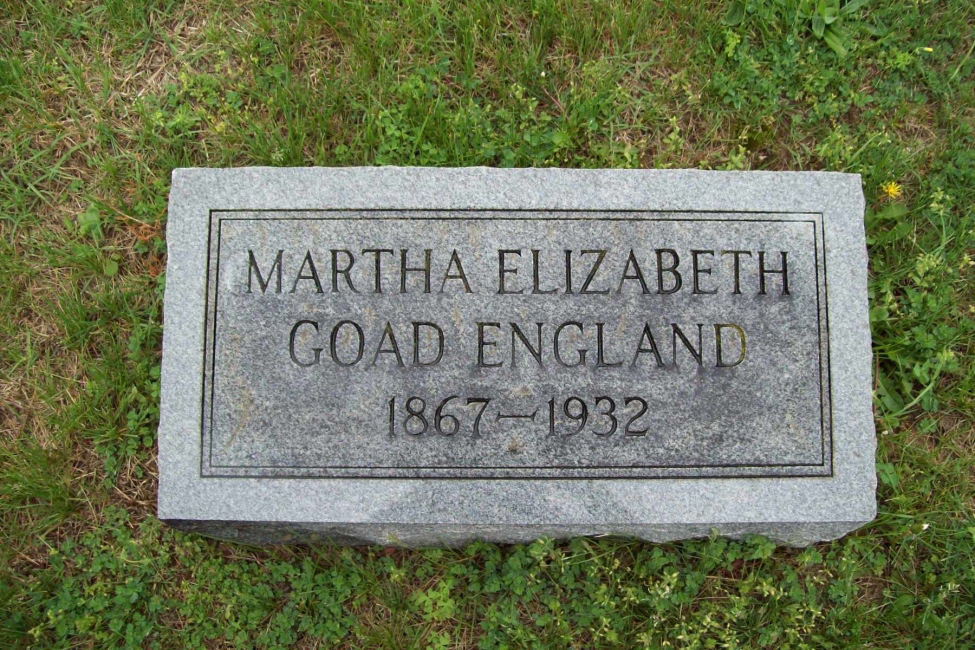 MARTHA ELIZABETH
GOAD ENGLAND
1867—1932